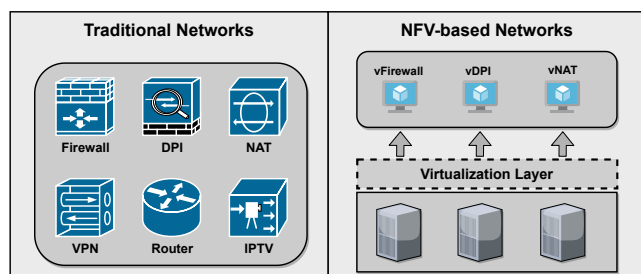 Traditional Networks
Firewall DPI NAT
VPN Router IPTV
NFV-based Networks
vFirewall vDPI vNAT
Virtualization Layer